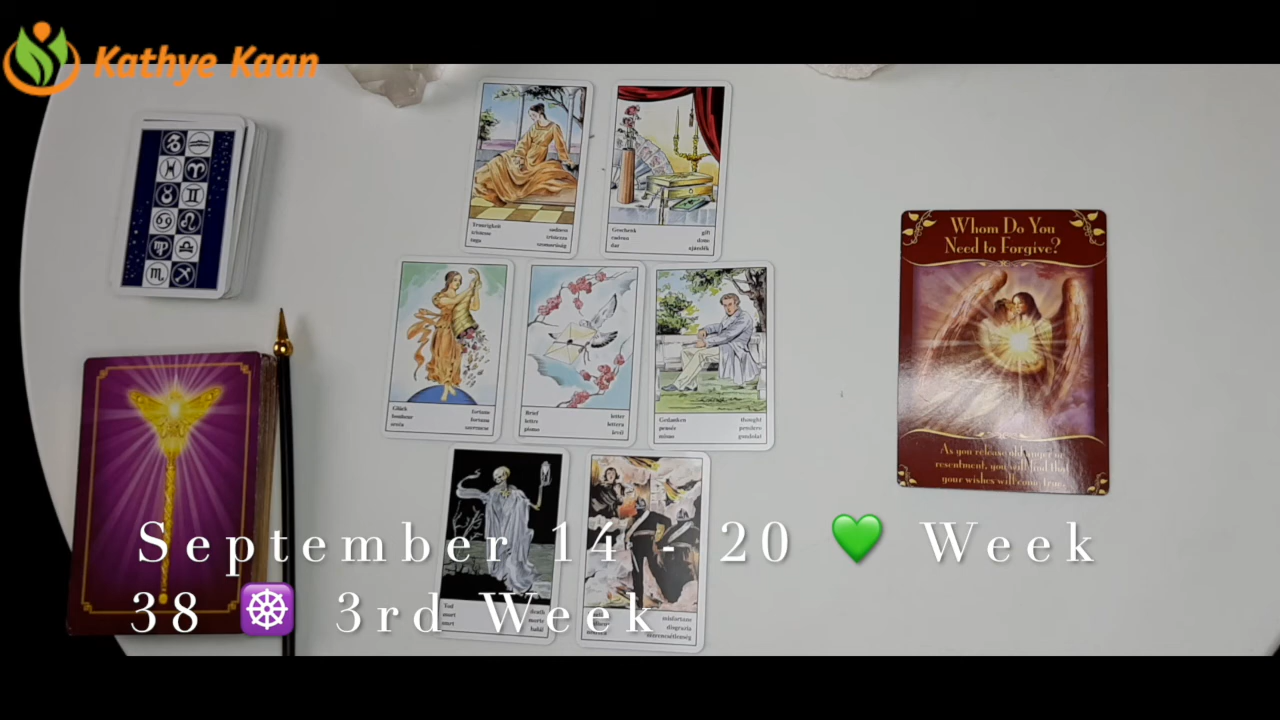 Kathye Kaan
Traurigkeit sadness
tristesse tristezza
tuga szomorúság
Geschenk gift
cadeau dono
dar ajándék
Whom Do You
Need to Forgive?
Glück fortune
bonheur fortuna
sreća szerencse
Brief letter
lettre lettera
pismo levél
Gedanken thought
pensée pensiero
misao gondolat
As you release old anger or
resentment, you will find that
your wishes will come true.
September 14 - 20 💚 Week
38 ☸️ 3rd Week
Tod death
mort morte
smrt halál
misfortune
disgrazia
szerencsétlenség